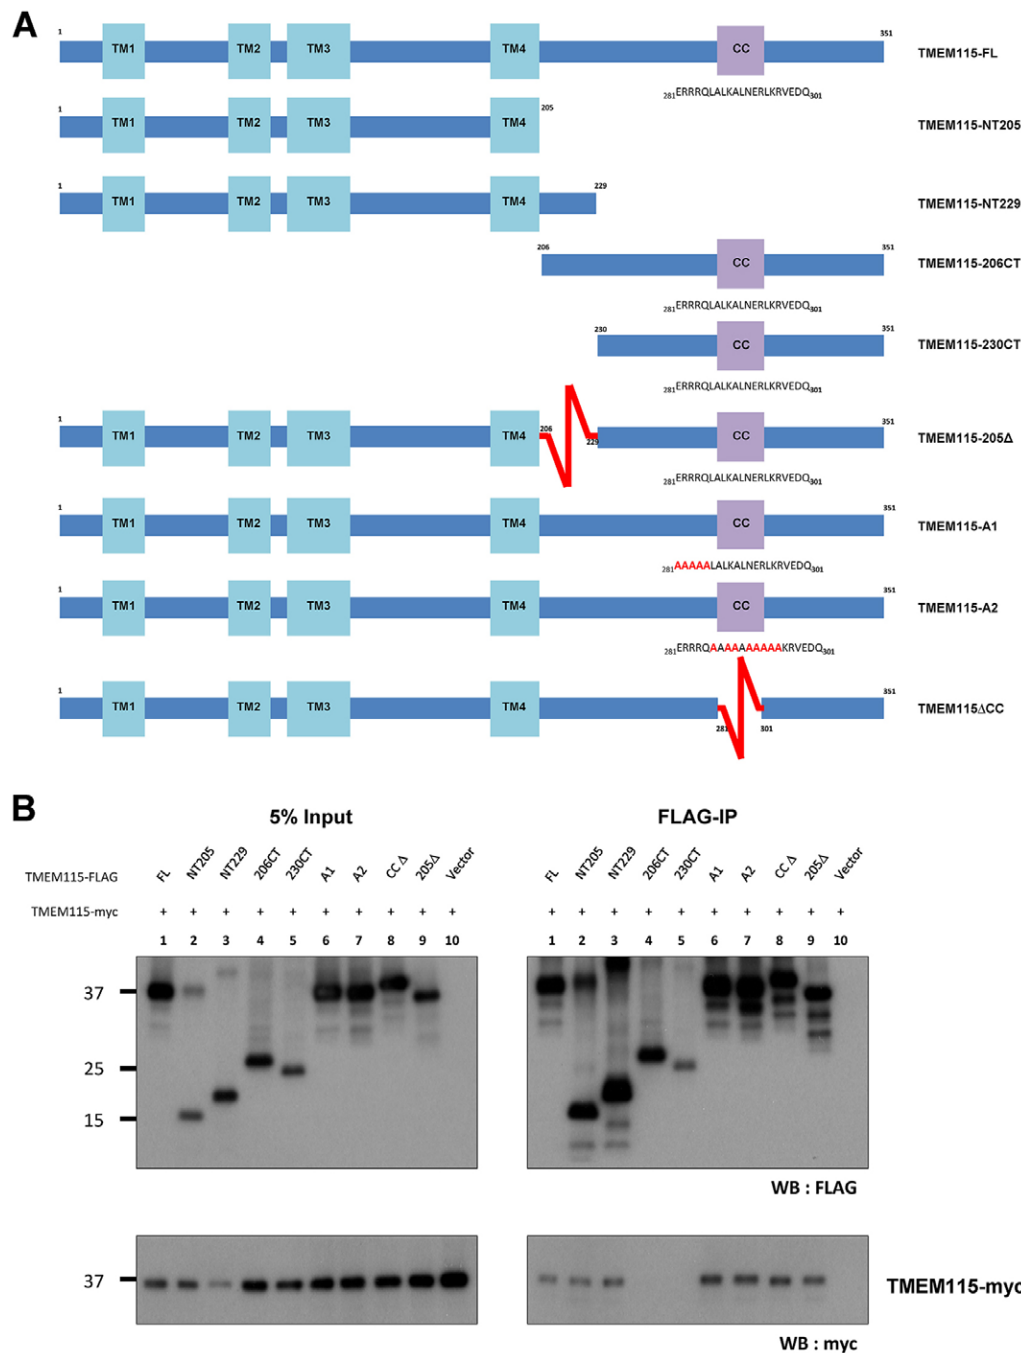 A
1 TM1 TM2 TM3 TM4 CC 351 TMEM115-FL
281ERRRQLALKALNERLKRVEDQ301
1 TM1 TM2 TM3 TM4 205 TMEM115-NT205
1 TM1 TM2 TM3 TM4 229 TMEM115-NT229
206 CC 351 TMEM115-206CT
281ERRRQLALKALNERLKRVEDQ301
230 CC 351 TMEM115-230CT
281ERRRQLALKALNERLKRVEDQ301
1 TM1 TM2 TM3 TM4 206 229 CC 351 TMEM115-205Δ
281ERRRQLALKALNERLKRVEDQ301
1 TM1 TM2 TM3 TM4 CC 351 TMEM115-A1
281AAAAALALKALNERLKRVEDQ301
1 TM1 TM2 TM3 TM4 CC 351 TMEM115-A2
281ERRRQAAAAAAAAAAKRVEDQ301
1 TM1 TM2 TM3 TM4 281 301 351 TMEM115ΔCC
B
5% Input FLAG-IP
TMEM115-FLAG FL NT205 NT229 206CT 230CT A1 A2 CC Δ 205Δ Vector FL NT205 NT229 206CT 230CT A1 A2 CC Δ 205Δ Vector
TMEM115-myc + + + + + + + + + + + + + + + + + + + +
1 2 3 4 5 6 7 8 9 10 1 2 3 4 5 6 7 8 9 10
37
25
15
WB : FLAG
37
TMEM115-myc
WB : myc